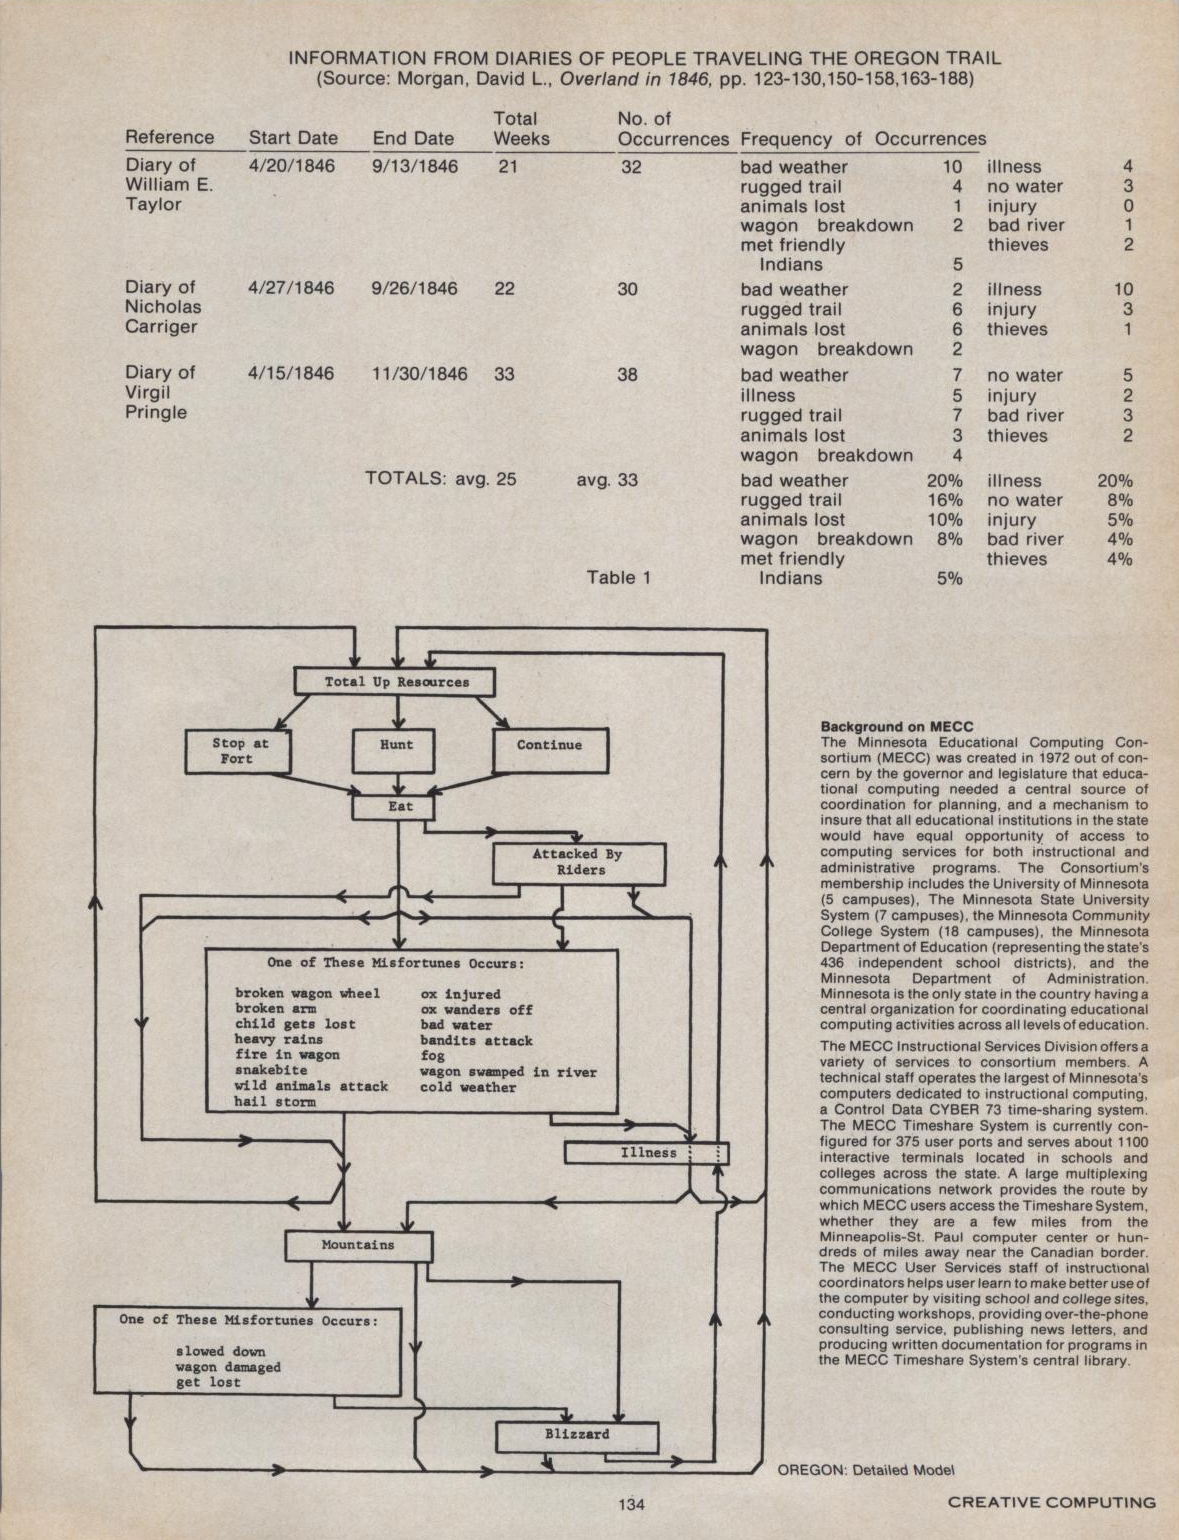 INFORMATION FROM DIARIES OF PEOPLE TRAVELING THE OREGON TRAIL
(Source: Morgan, David L., Overland in 1846, pp. 123-130,150-158,163-188)
Total No. of
Reference Start Date End Date Weeks Occurrences Frequency of Occurrences
Diary of 4/20/1846 9/13/1846 21 32 bad weather 10 illness 4
William E. rugged trail 4 no water 3
Taylor animals lost 1 injury 0
wagon breakdown 2 bad river 1
met friendly thieves 2
Indians 5
Diary of 4/27/1846 9/26/1846 22 30 bad weather 2 illness 10
Nicholas rugged trail 6 injury 3
Carriger animals lost 6 thieves 1
wagon breakdown 2
Diary of 4/15/1846 11/30/1846 33 38 bad weather 7 no water 5
Virgil illness 5 injury 2
Pringle rugged trail 7 bad river 3
animals lost 3 thieves 2
wagon breakdown 4
TOTALS: avg. 25 avg. 33 bad weather 20% illness 20%
rugged trail 16% no water 8%
animals lost 10% injury 5%
wagon breakdown 8% bad river 4%
met friendly thieves 4%
Table 1 Indians 5%
Total Up Resources
Stop at
Fort
Hunt
Continue
Eat
Attacked By
Riders
One of These Misfortunes Occurs:
broken wagon wheel ox injured
broken arm ox wanders off
child gets lost bad water
heavy rains bandits attack
fire in wagon fog
snakebite wagon swamped in river
wild animals attack cold weather
hail storm
Illness
Mountains
One of These Misfortunes Occurs:
slowed down
wagon damaged
get lost
Blizzard
OREGON: Detailed Model
Background on MECC
The Minnesota Educational Computing Con-
sortium (MECC) was created in 1972 out of con-
cern by the governor and legislature that educa-
tional computing needed a central source of
coordination for planning, and a mechanism to
insure that all educational institutions in the state
would have equal opportunity of access to
computing services for both instructional and
administrative programs. The Consortium's
membership includes the University of Minnesota
(5 campuses), The Minnesota State University
System (7 campuses), the Minnesota Community
College System (18 campuses), the Minnesota
Department of Education (representing the state's
436 independent school districts), and the
Minnesota Department of Administration.
Minnesota is the only state in the country having a
central organization for coordinating educational
computing activities across all levels of education.
The MECC Instructional Services Division offers a
variety of services to consortium members. A
technical staff operates the largest of Minnesota's
computers dedicated to instructional computing,
a Control Data CYBER 73 time-sharing system.
The MECC Timeshare System is currently con-
figured for 375 user ports and serves about 1100
interactive terminals located in schools and
colleges across the state. A large multiplexing
communications network provides the route by
which MECC users access the Timeshare System,
whether they are a few miles from the
Minneapolis-St. Paul computer center or hun-
dreds of miles away near the Canadian border.
The MECC User Services staff of instructional
coordinators helps user learn to make better use of
the computer by visiting school and college sites,
conducting workshops, providing over-the-phone
consulting service, publishing news letters, and
producing written documentation for programs in
the MECC Timeshare System's central library.
134
CREATIVE COMPUTING